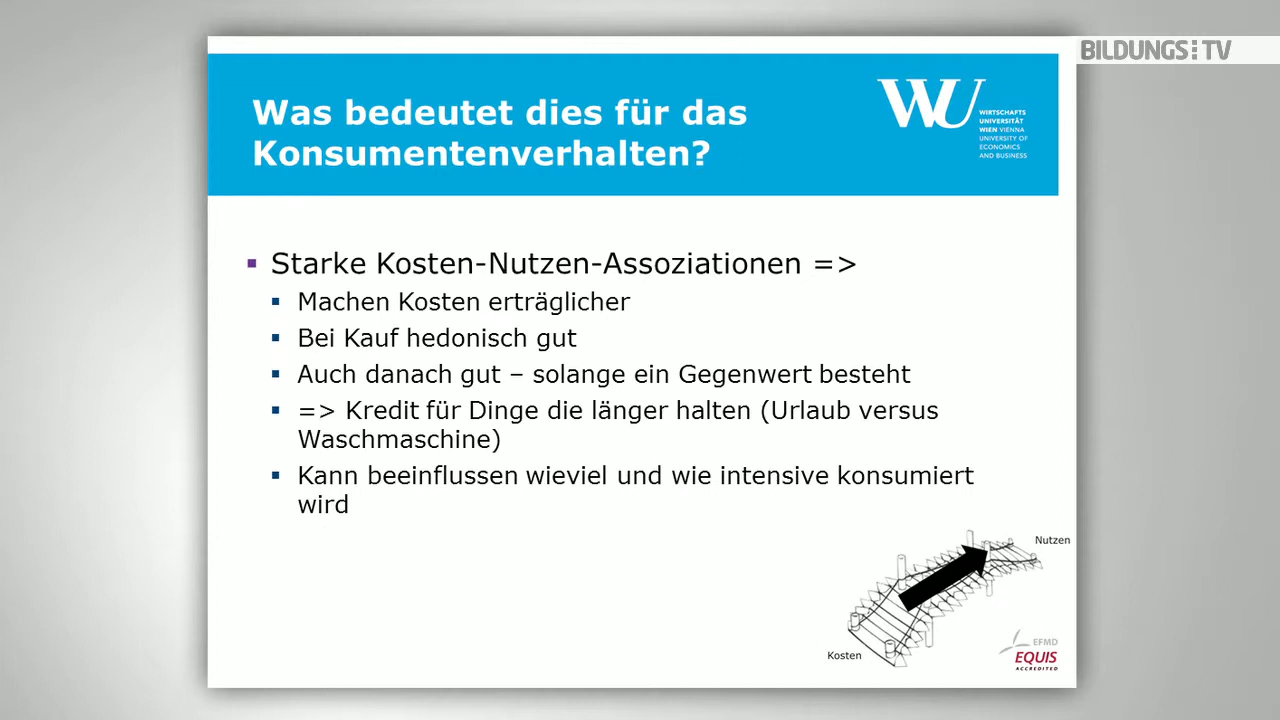 BILDUNGS:TV
Was bedeutet dies für das
Konsumentenverhalten?
WU
WIRTSCHAFTS
UNIVERSITÄT
WIEN VIENNA
UNIVERSITY OF
ECONOMICS
AND BUSINESS
Starke Kosten-Nutzen-Assoziationen =>
Machen Kosten erträglicher
Bei Kauf hedonisch gut
Auch danach gut – solange ein Gegenwert besteht
=> Kredit für Dinge die länger halten (Urlaub versus
Waschmaschine)
Kann beeinflussen wieviel und wie intensive konsumiert
wird
Nutzen
Kosten
EFMD
EQUIS
ACCREDITED